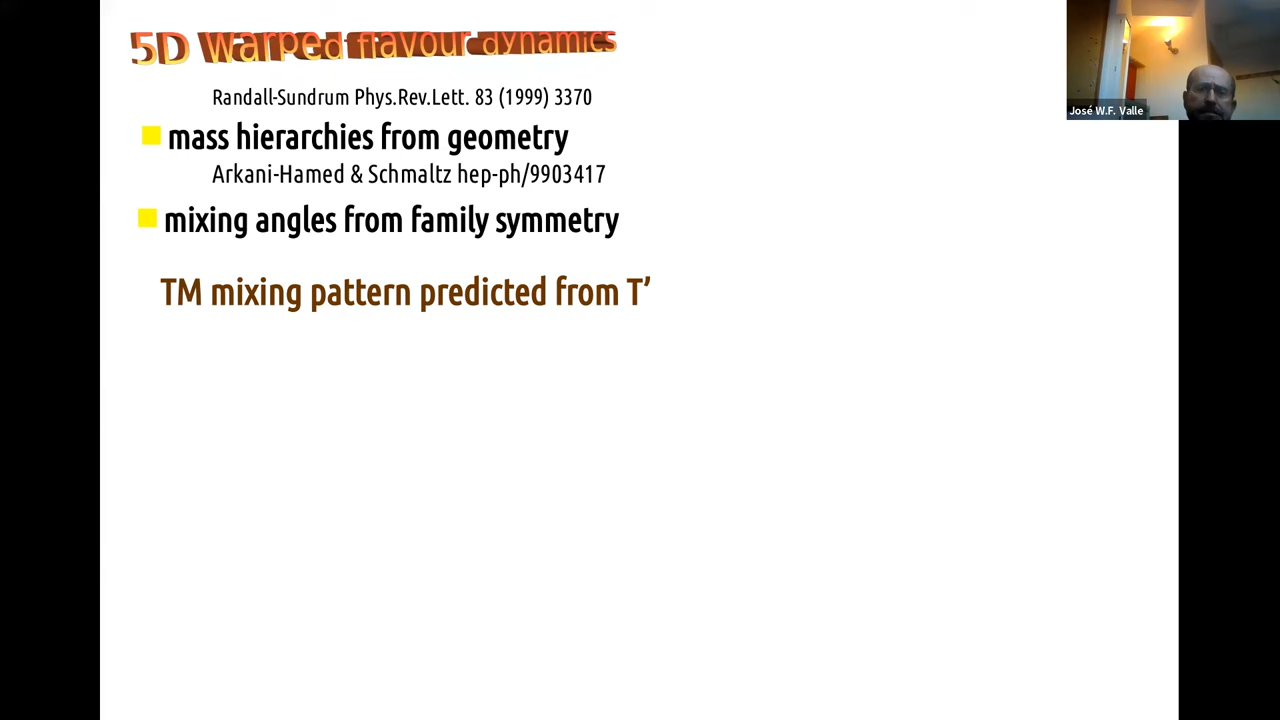 5D Warped flavour dynamics
Randall-Sundrum Phys.Rev.Lett. 83 (1999) 3370
mass hierarchies from geometry
Arkani-Hamed & Schmaltz hep-ph/9903417
mixing angles from family symmetry
TM mixing pattern predicted from T’
José W.F. Valle